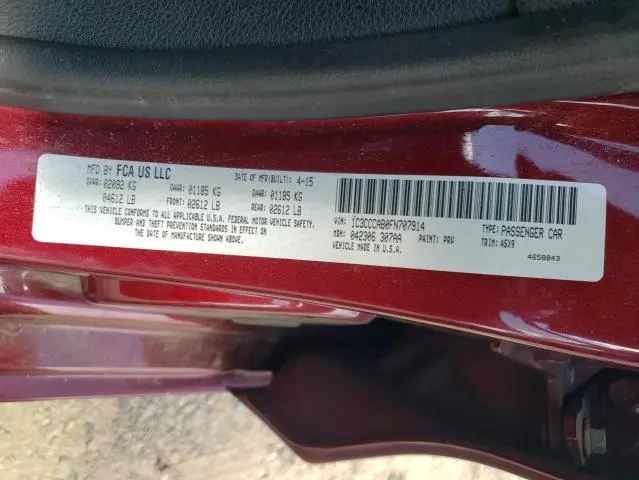 MFD BY FCA US LLC DATE OF MFR(BUILT): 4-15
GVWR: 02092 KG GAWR: 01185 KG GAWR: 01185 KG
04612 LB FRONT: 02612 LB REAR: 02612 LB
THIS VEHICLE CONFORMS TO ALL APPLICABLE U.S.A. FEDERAL MOTOR VEHICLE SAFETY,
BUMPER AND THEFT PREVENTION STANDARDS IN EFFECT ON
THE DATE OF MANUFACTURE SHOWN ABOVE.
VIN: 1C3CCCAB0FN707914 TYPE: PASSENGER CAR
MDH: 042306 307AA PAINT: PRV TRIM: A5X9
VEHICLE MADE IN U.S.A. 4658843